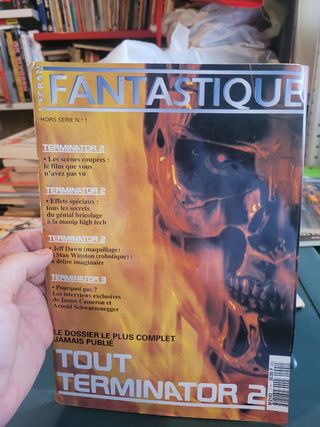 L'ÉCRAN
FANTASTIQUE
HORS SERIE N° 1
TERMINATOR 2
• Les scènes coupées :
le film que vous
n'avez pas vu
TERMINATOR 2
• Effets spéciaux :
tous les secrets
du génial bricolage
à la manip high tech
TERMINATOR 2
• Jeff Dawn (maquillage)
Stan Winston (robotique) :
le délire imaginaire
TERMINATOR 3
• Pourquoi pas ?
Les interviews exclusives
de James Cameron et
Arnold Schwarzenegger
LE DOSSIER LE PLUS COMPLET
JAMAIS PUBLIÉ
TOUT
TERMINATOR 2